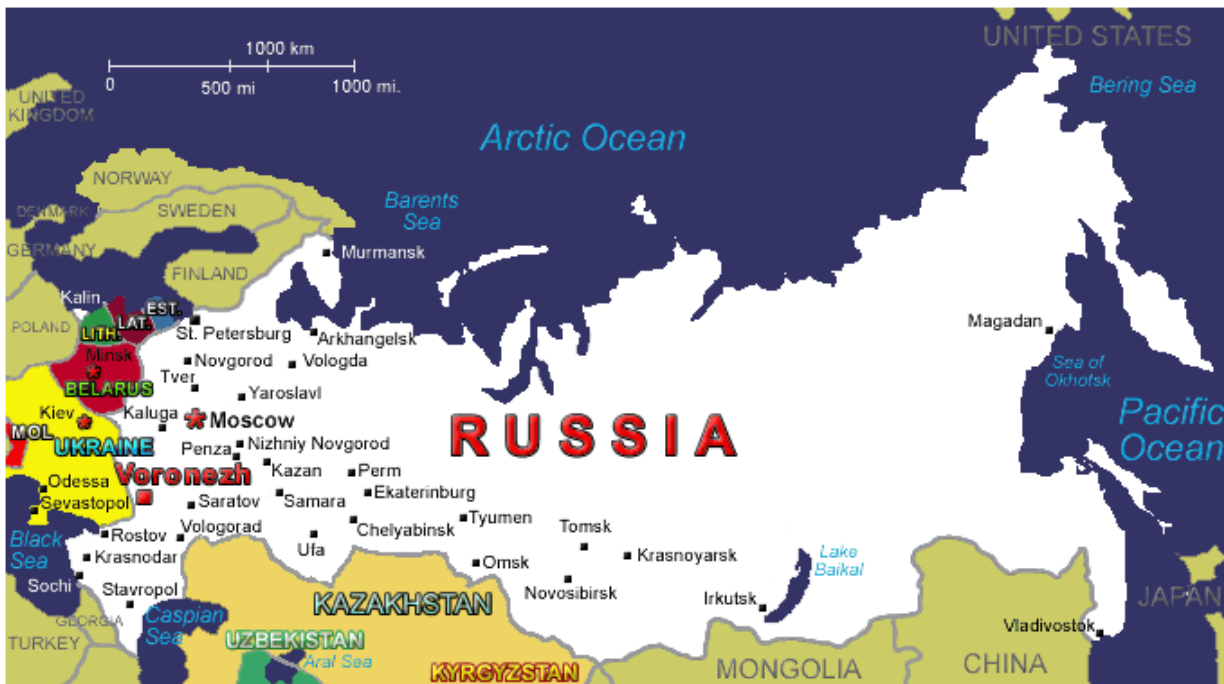 UNITED STATES
1000 km
0 500 mi 1000 mi.
Bering Sea
UNITED
KINGDOM
Arctic Ocean
NORWAY
Barents
Sea
DENMARK
SWEDEN
GERMANY
Murmansk
FINLAND
Kalin
EST.
LAT.
POLAND
LITH.
St. Petersburg
Arkhangelsk
Magadan
Minsk
Novgorod
Vologda
Sea of
Okhotsk
Tver
BELARUS
Yaroslavl
Kiev
Kaluga
Moscow
RUSSIA
Pacific
Ocean
MOL
UKRAINE
Nizhniy Novgorod
Penza
Voronezh
Kazan
Perm
Odessa
Ekaterinburg
Sevastopol
Saratov
Samara
Tyumen
Chelyabinsk
Vologorad
Tomsk
Black
Sea
Rostov
Ufa
Krasnodar
Omsk
Krasnoyarsk
Lake
Baikal
Sochi
Stavropol
Novosibirsk
Irkutsk
KAZAKHSTAN
JAPAN
GEORGIA
Caspian
Sea
Vladivostok
TURKEY
UZBEKISTAN
Aral Sea
KYRGYZSTAN
MONGOLIA
CHINA